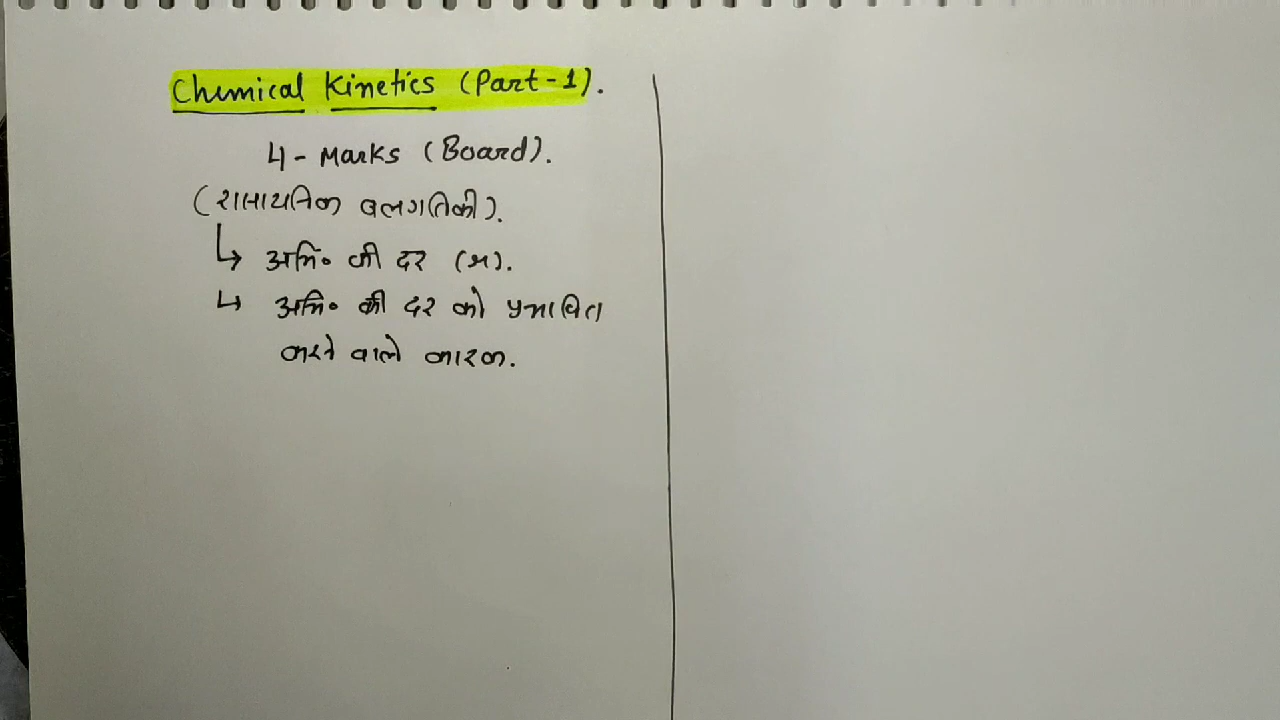 Chemical Kinetics (Part-1).
4- Marks (Board).
(रासायनिक बलगतिकी).
↳ अभि० की दर (r).
↳ अभि० की दर को प्रभावित
करने वाले कारक.